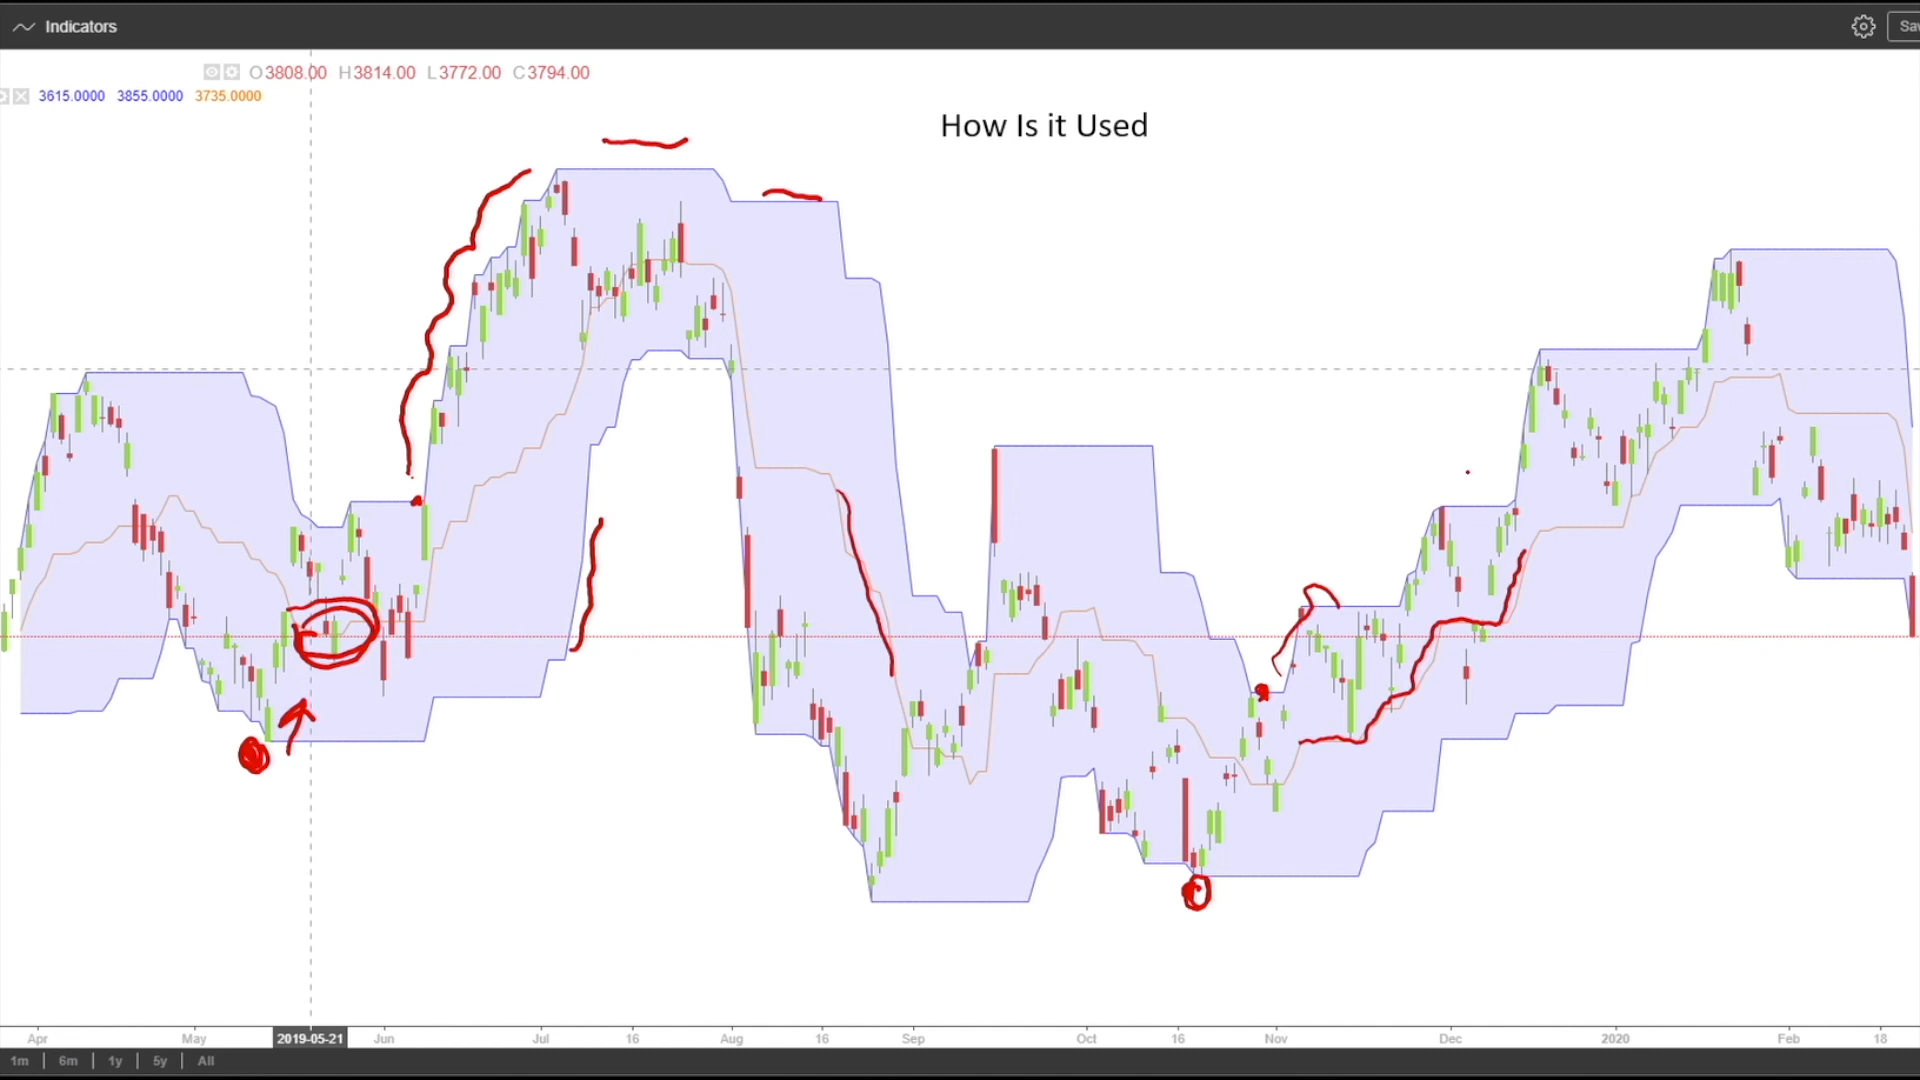 Indicators
Sav
O3808.00 H3814.00 L3772.00 C3794.00
3615.0000 3855.0000 3735.0000
How Is it Used
Apr May 2019-05-21 Jun Jul 16 Aug 16 Sep Oct 16 Nov Dec 2020 Feb 18
1m 6m 1y 5y All